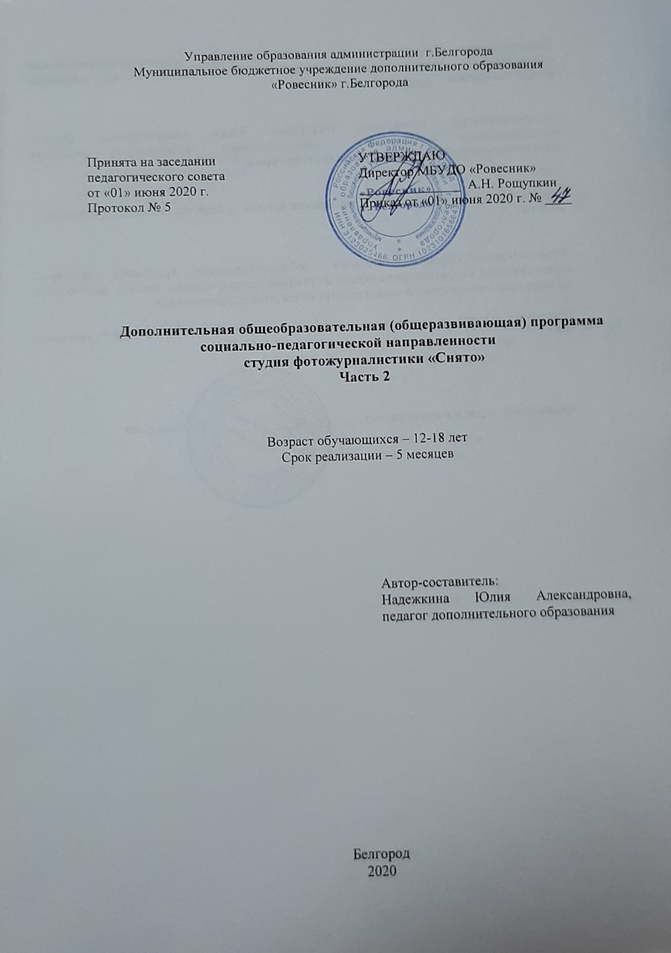 Управление образования администрации г.Белгорода
Муниципальное бюджетное учреждение дополнительного образования
«Ровесник» г.Белгорода
Принята на заседании
педагогического совета
от «01» июня 2020 г.
Протокол № 5
УТВЕРЖДАЮ
Директор МБУДО «Ровесник»
А.Н. Рощупкин
Приказ от «01» июня 2020 г. № 47
Дополнительная общеобразовательная (общеразвивающая) программа
социально-педагогической направленности
студия фотожурналистики «Снято»
Часть 2
Возраст обучающихся – 12-18 лет
Срок реализации – 5 месяцев
Автор-составитель:
Надежкина Юлия Александровна,
педагог дополнительного образования
Белгород
2020